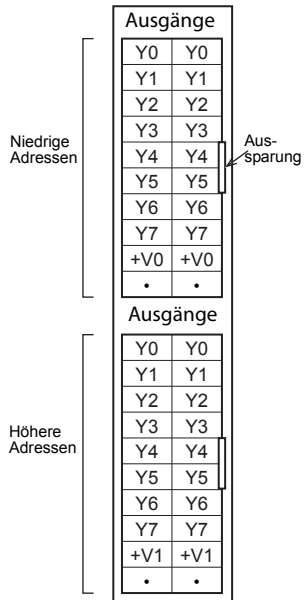 Ausgänge
Y0 Y0
Y1 Y1
Y2 Y2
Y3 Y3
Y4 Y4
Y5 Y5
Y6 Y6
Y7 Y7
+V0 +V0
• •
Niedrige
Adressen
Aus-
sparung
Ausgänge
Y0 Y0
Y1 Y1
Y2 Y2
Y3 Y3
Y4 Y4
Y5 Y5
Y6 Y6
Y7 Y7
+V1 +V1
• •
Höhere
Adressen